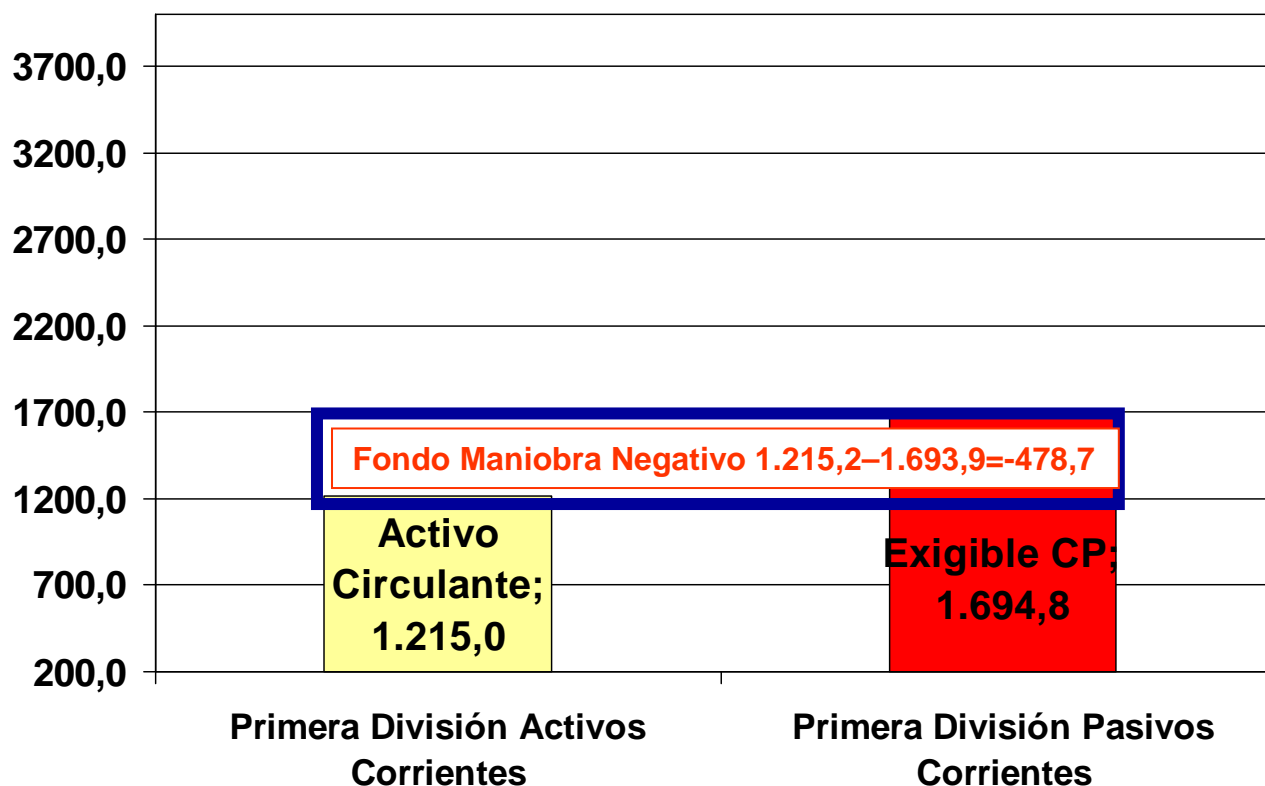 3700,0
3200,0
2700,0
2200,0
1700,0
1200,0
700,0
200,0
Fondo Maniobra Negativo 1.215,2–1.693,9=-478,7
Activo
Circulante;
1.215,0
Exigible CP;
1.694,8
Primera División Activos
Corrientes
Primera División Pasivos
Corrientes